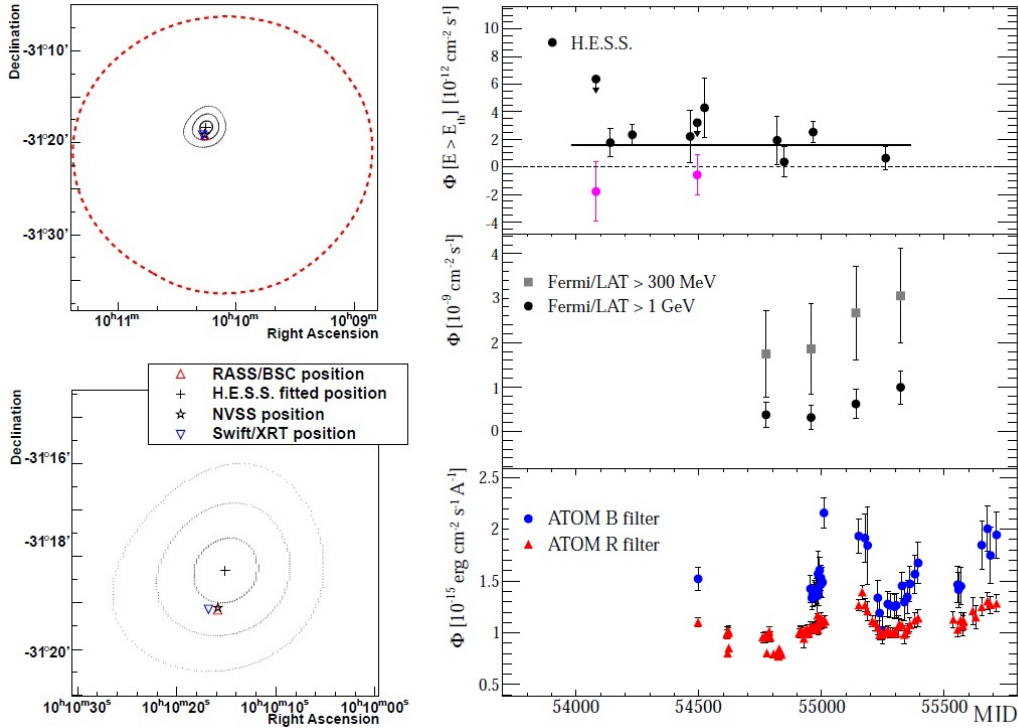 Declination
-31°10'
-31°20'
-31°30'
10ʰ11ᵐ
10ʰ10ᵐ
10ʰ09ᵐ
Right Ascension
RASS/BSC position
H.E.S.S. fitted position
NVSS position
Swift/XRT position
Declination
-31°16'
-31°18'
-31°20'
10ʰ10ᵐ30ˢ
10ʰ10ᵐ25ˢ
10ʰ10ᵐ20ˢ
10ʰ10ᵐ15ˢ
10ʰ10ᵐ10ˢ
10ʰ10ᵐ05ˢ
10ʰ10ᵐ00ˢ
Right Ascension
Φ [E > E_th] [10⁻¹² cm⁻² s⁻¹]
10
8
6
4
2
0
-2
-4
H.E.S.S.
Φ [10⁻⁹ cm⁻² s⁻¹]
4
3
2
1
0
Fermi/LAT > 300 MeV
Fermi/LAT > 1 GeV
Φ [10⁻¹⁵ erg cm⁻² s⁻¹ A⁻¹]
2.5
2
1.5
1
0.5
ATOM B filter
ATOM R filter
54000
54500
55000
55500
MJD